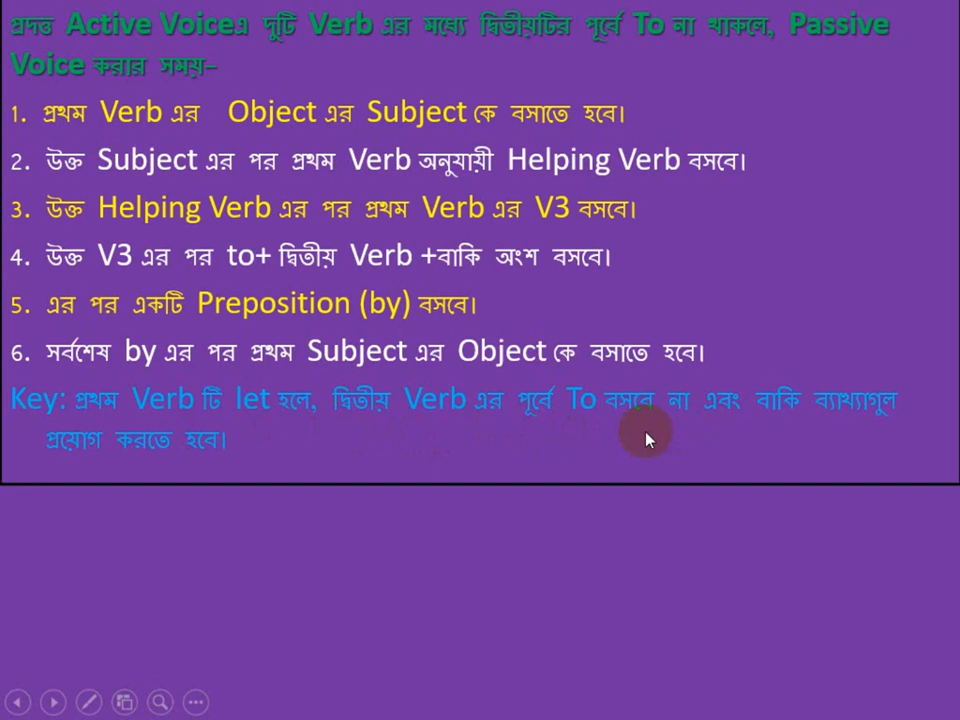 প্রদত্ত Active Voiceএ দুটি Verb এর মধ্যে দ্বিতীয়টির পূর্বে To না থাকলে, Passive
Voice করার সময়–
1. প্রথম Verb এর Object এর Subject কে বসাতে হবে।
2. উক্ত Subject এর পর প্রথম Verb অনুযায়ী Helping Verb বসবে।
3. উক্ত Helping Verb এর পর প্রথম Verb এর V3 বসবে।
4. উক্ত V3 এর পর to+ দ্বিতীয় Verb +বাকি অংশ বসবে।
5. এর পর একটি Preposition (by) বসবে।
6. সর্বশেষ by এর পর প্রথম Subject এর Object কে বসাতে হবে।
Key: প্রথম Verb টি let হলে, দ্বিতীয় Verb এর পূর্বে To বসবে না এবং বাকি ব্যাখ্যাগুল
প্রয়োগ করতে হবে।